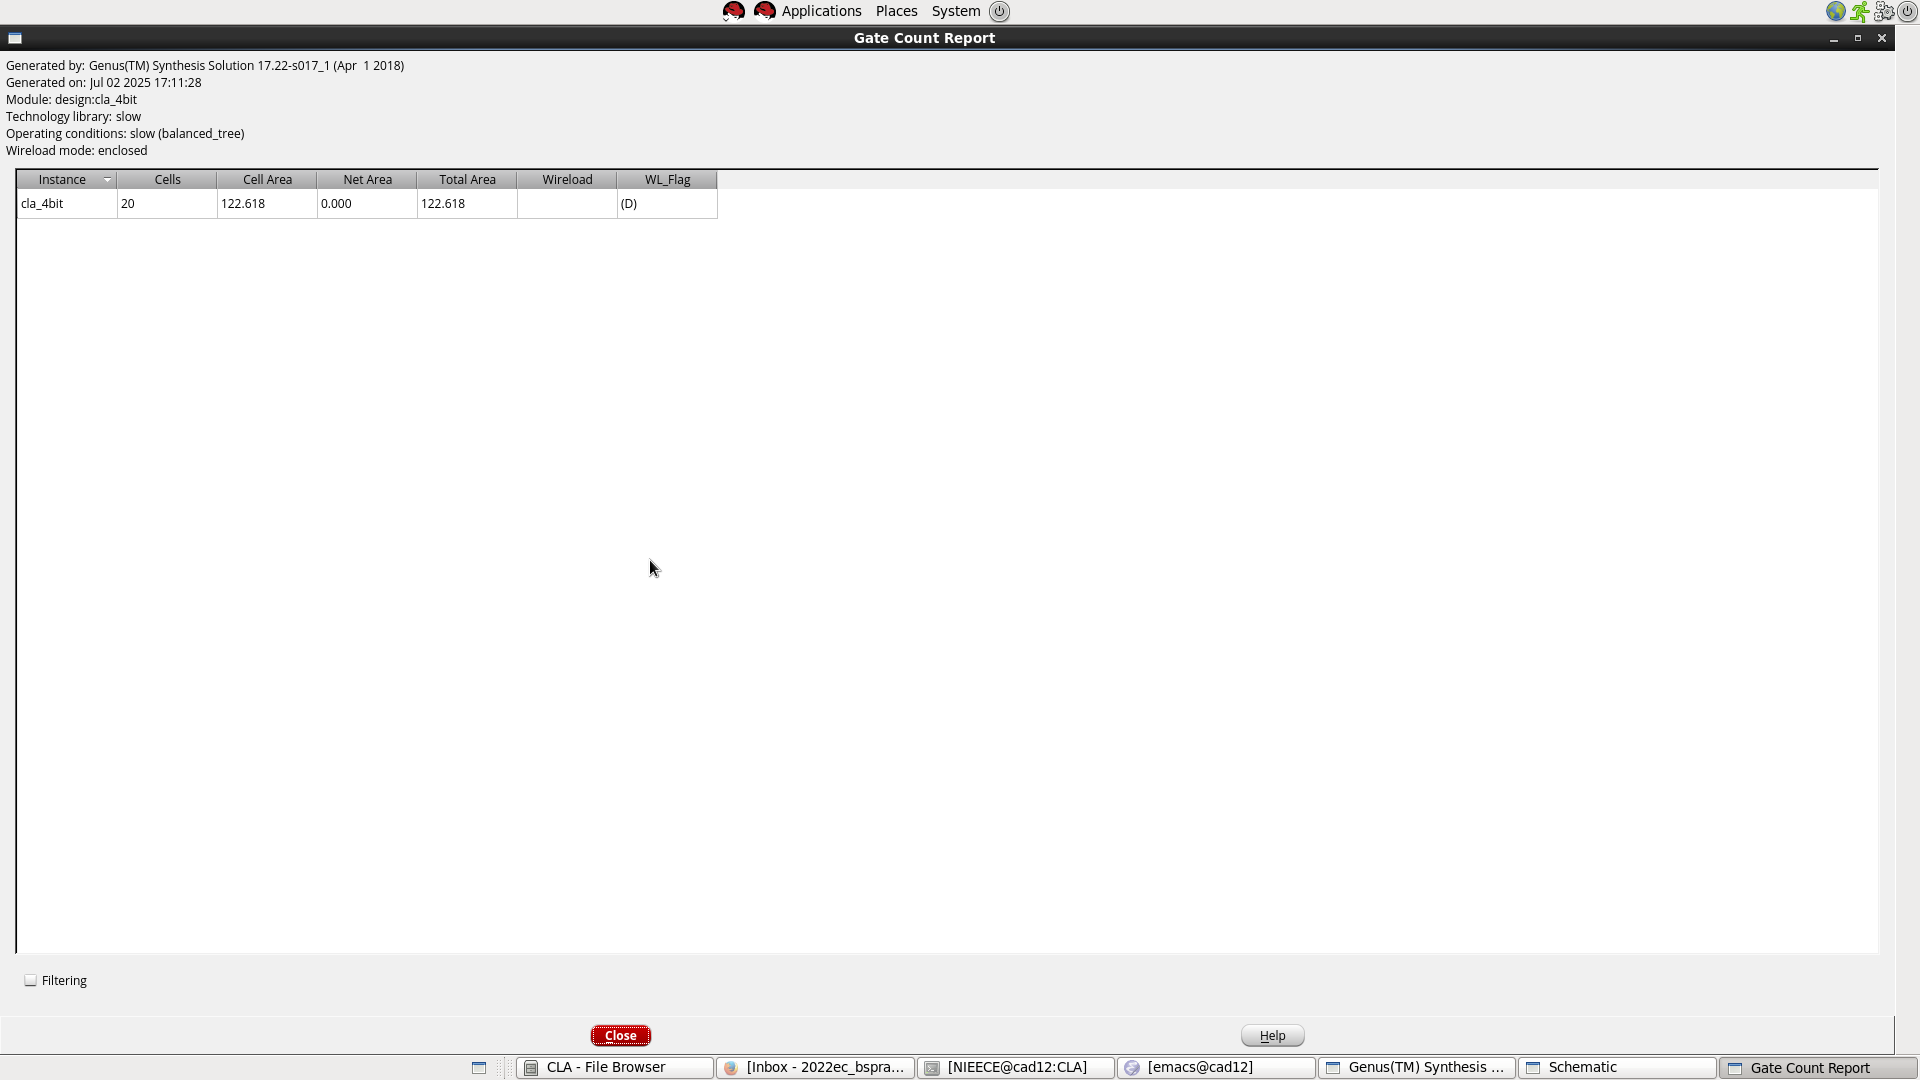 Applications Places System
Gate Count Report
Generated by: Genus(TM) Synthesis Solution 17.22-s017_1 (Apr  1 2018)
Generated on: Jul 02 2025 17:11:28
Module: design:cla_4bit
Technology library: slow
Operating conditions: slow (balanced_tree)
Wireload mode: enclosed
Instance Cells Cell Area Net Area Total Area Wireload WL_Flag
cla_4bit 20 122.618 0.000 122.618 (D)
Filtering
Close Help
CLA - File Browser [Inbox - 2022ec_bspra... [NIEECE@cad12:CLA] [emacs@cad12] Genus(TM) Synthesis ... Schematic Gate Count Report